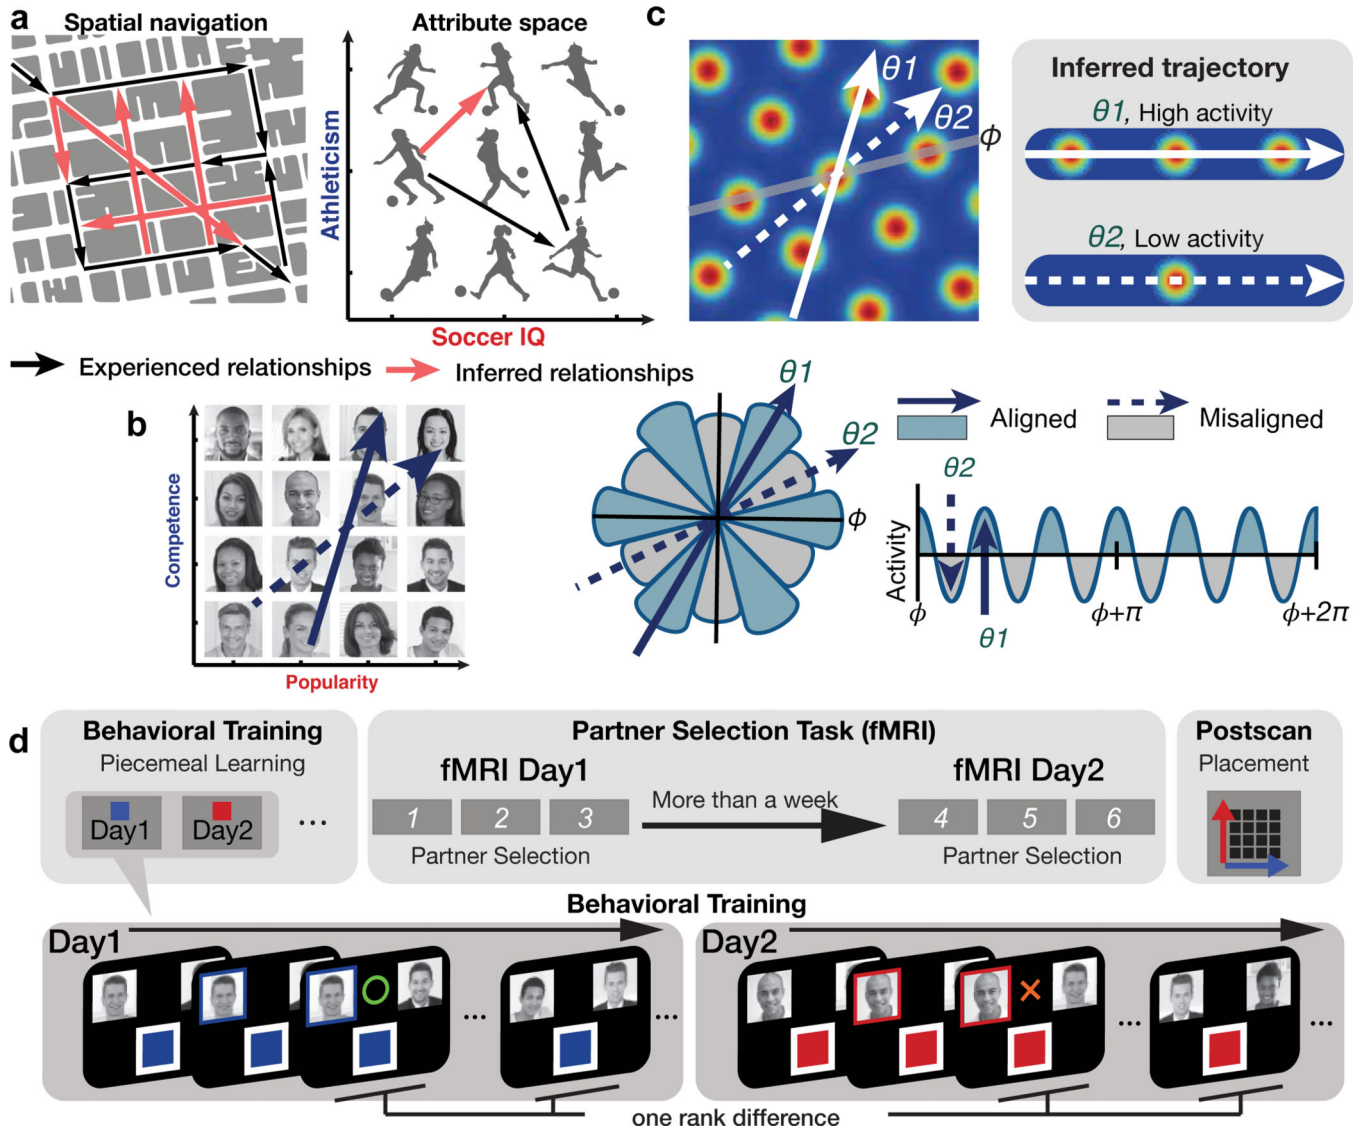 a
Spatial navigation
Attribute space
Athleticism
Soccer IQ
Experienced relationships
Inferred relationships
b
Competence
Popularity
c
θ1
θ2
ϕ
Inferred trajectory
θ1, High activity
θ2, Low activity
θ1
θ2
ϕ
Aligned
Misaligned
θ2
Activity
ϕ
ϕ+π
ϕ+2π
θ1
d
Behavioral Training
Piecemeal Learning
Day1
Day2
...
Partner Selection Task (fMRI)
fMRI Day1
1
2
3
Partner Selection
More than a week
fMRI Day2
4
5
6
Partner Selection
Postscan
Placement
Behavioral Training
Day1
...
...
Day2
...
...
one rank difference